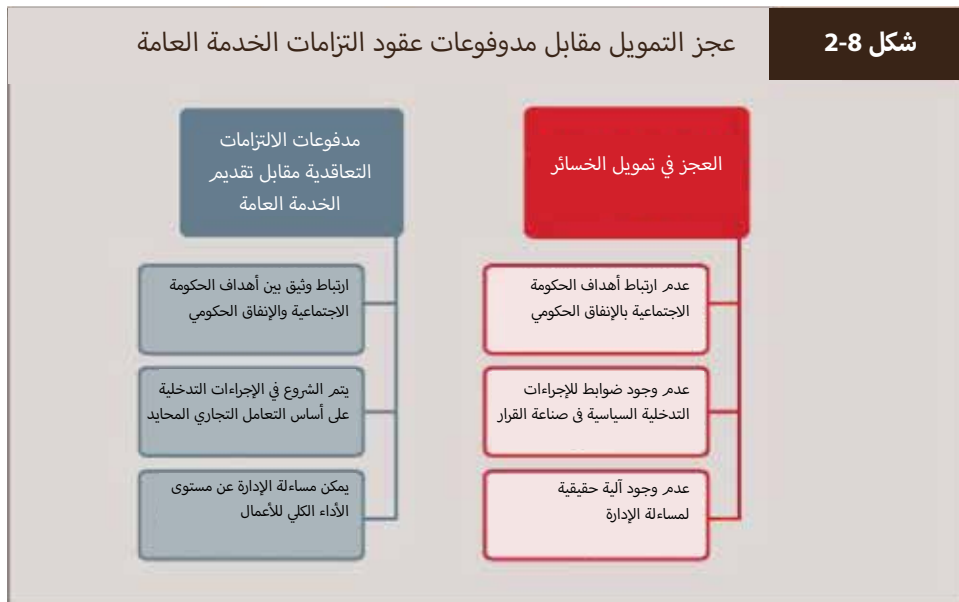 شكل 8-2
عجز التمويل مقابل مدوفوعات عقود التزامات الخدمة العامة
العجز في تمويل الخسائر
عدم ارتباط أهداف الحكومة
الاجتماعية بالإنفاق الحكومي
عدم وجود ضوابط للإجراءات
التدخلية السياسية فى صناعة القرار
عدم وجود آلية حقيقية
لمساءلة الإدارة
مدفوعات الالتزامات
التعاقدية مقابل تقديم
الخدمة العامة
ارتباط وثيق بين أهداف الحكومة
الاجتماعية والإنفاق الحكومي
يتم الشروع في الإجراءات التدخلية
على أساس التعامل التجاري المحايد
يمكن مساءلة الإدارة عن مستوى
الأداء الكلي للأعمال